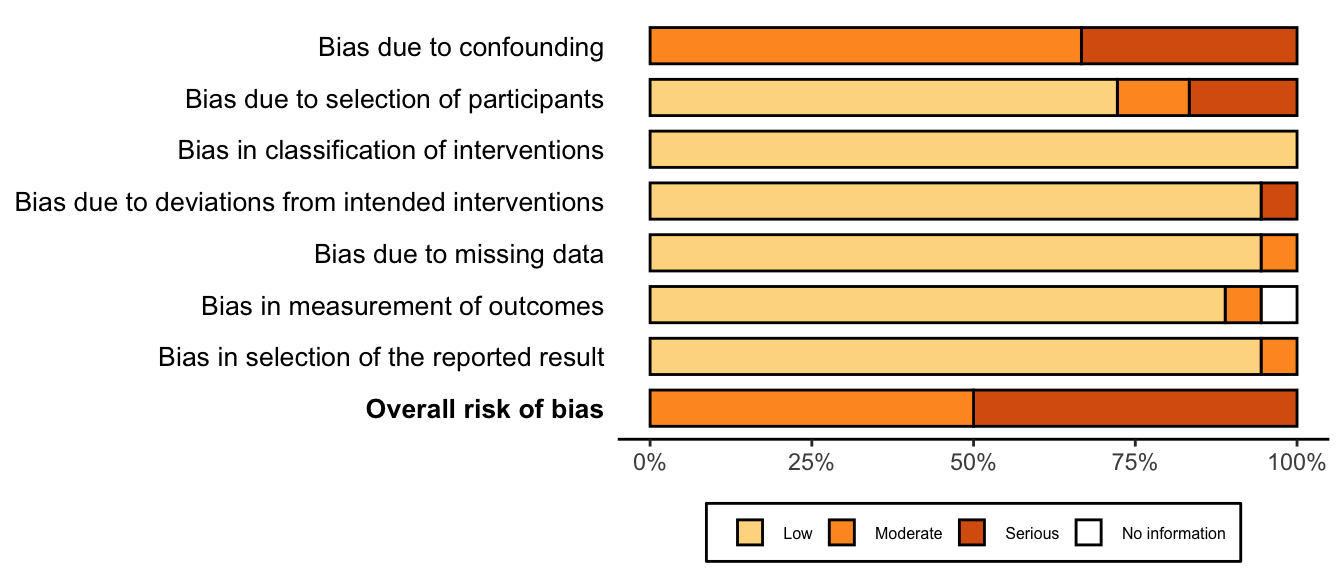 Bias due to confounding
Bias due to selection of participants
Bias in classification of interventions
Bias due to deviations from intended interventions
Bias due to missing data
Bias in measurement of outcomes
Bias in selection of the reported result
Overall risk of bias
0% 25% 50% 75% 100%
Low Moderate Serious No information